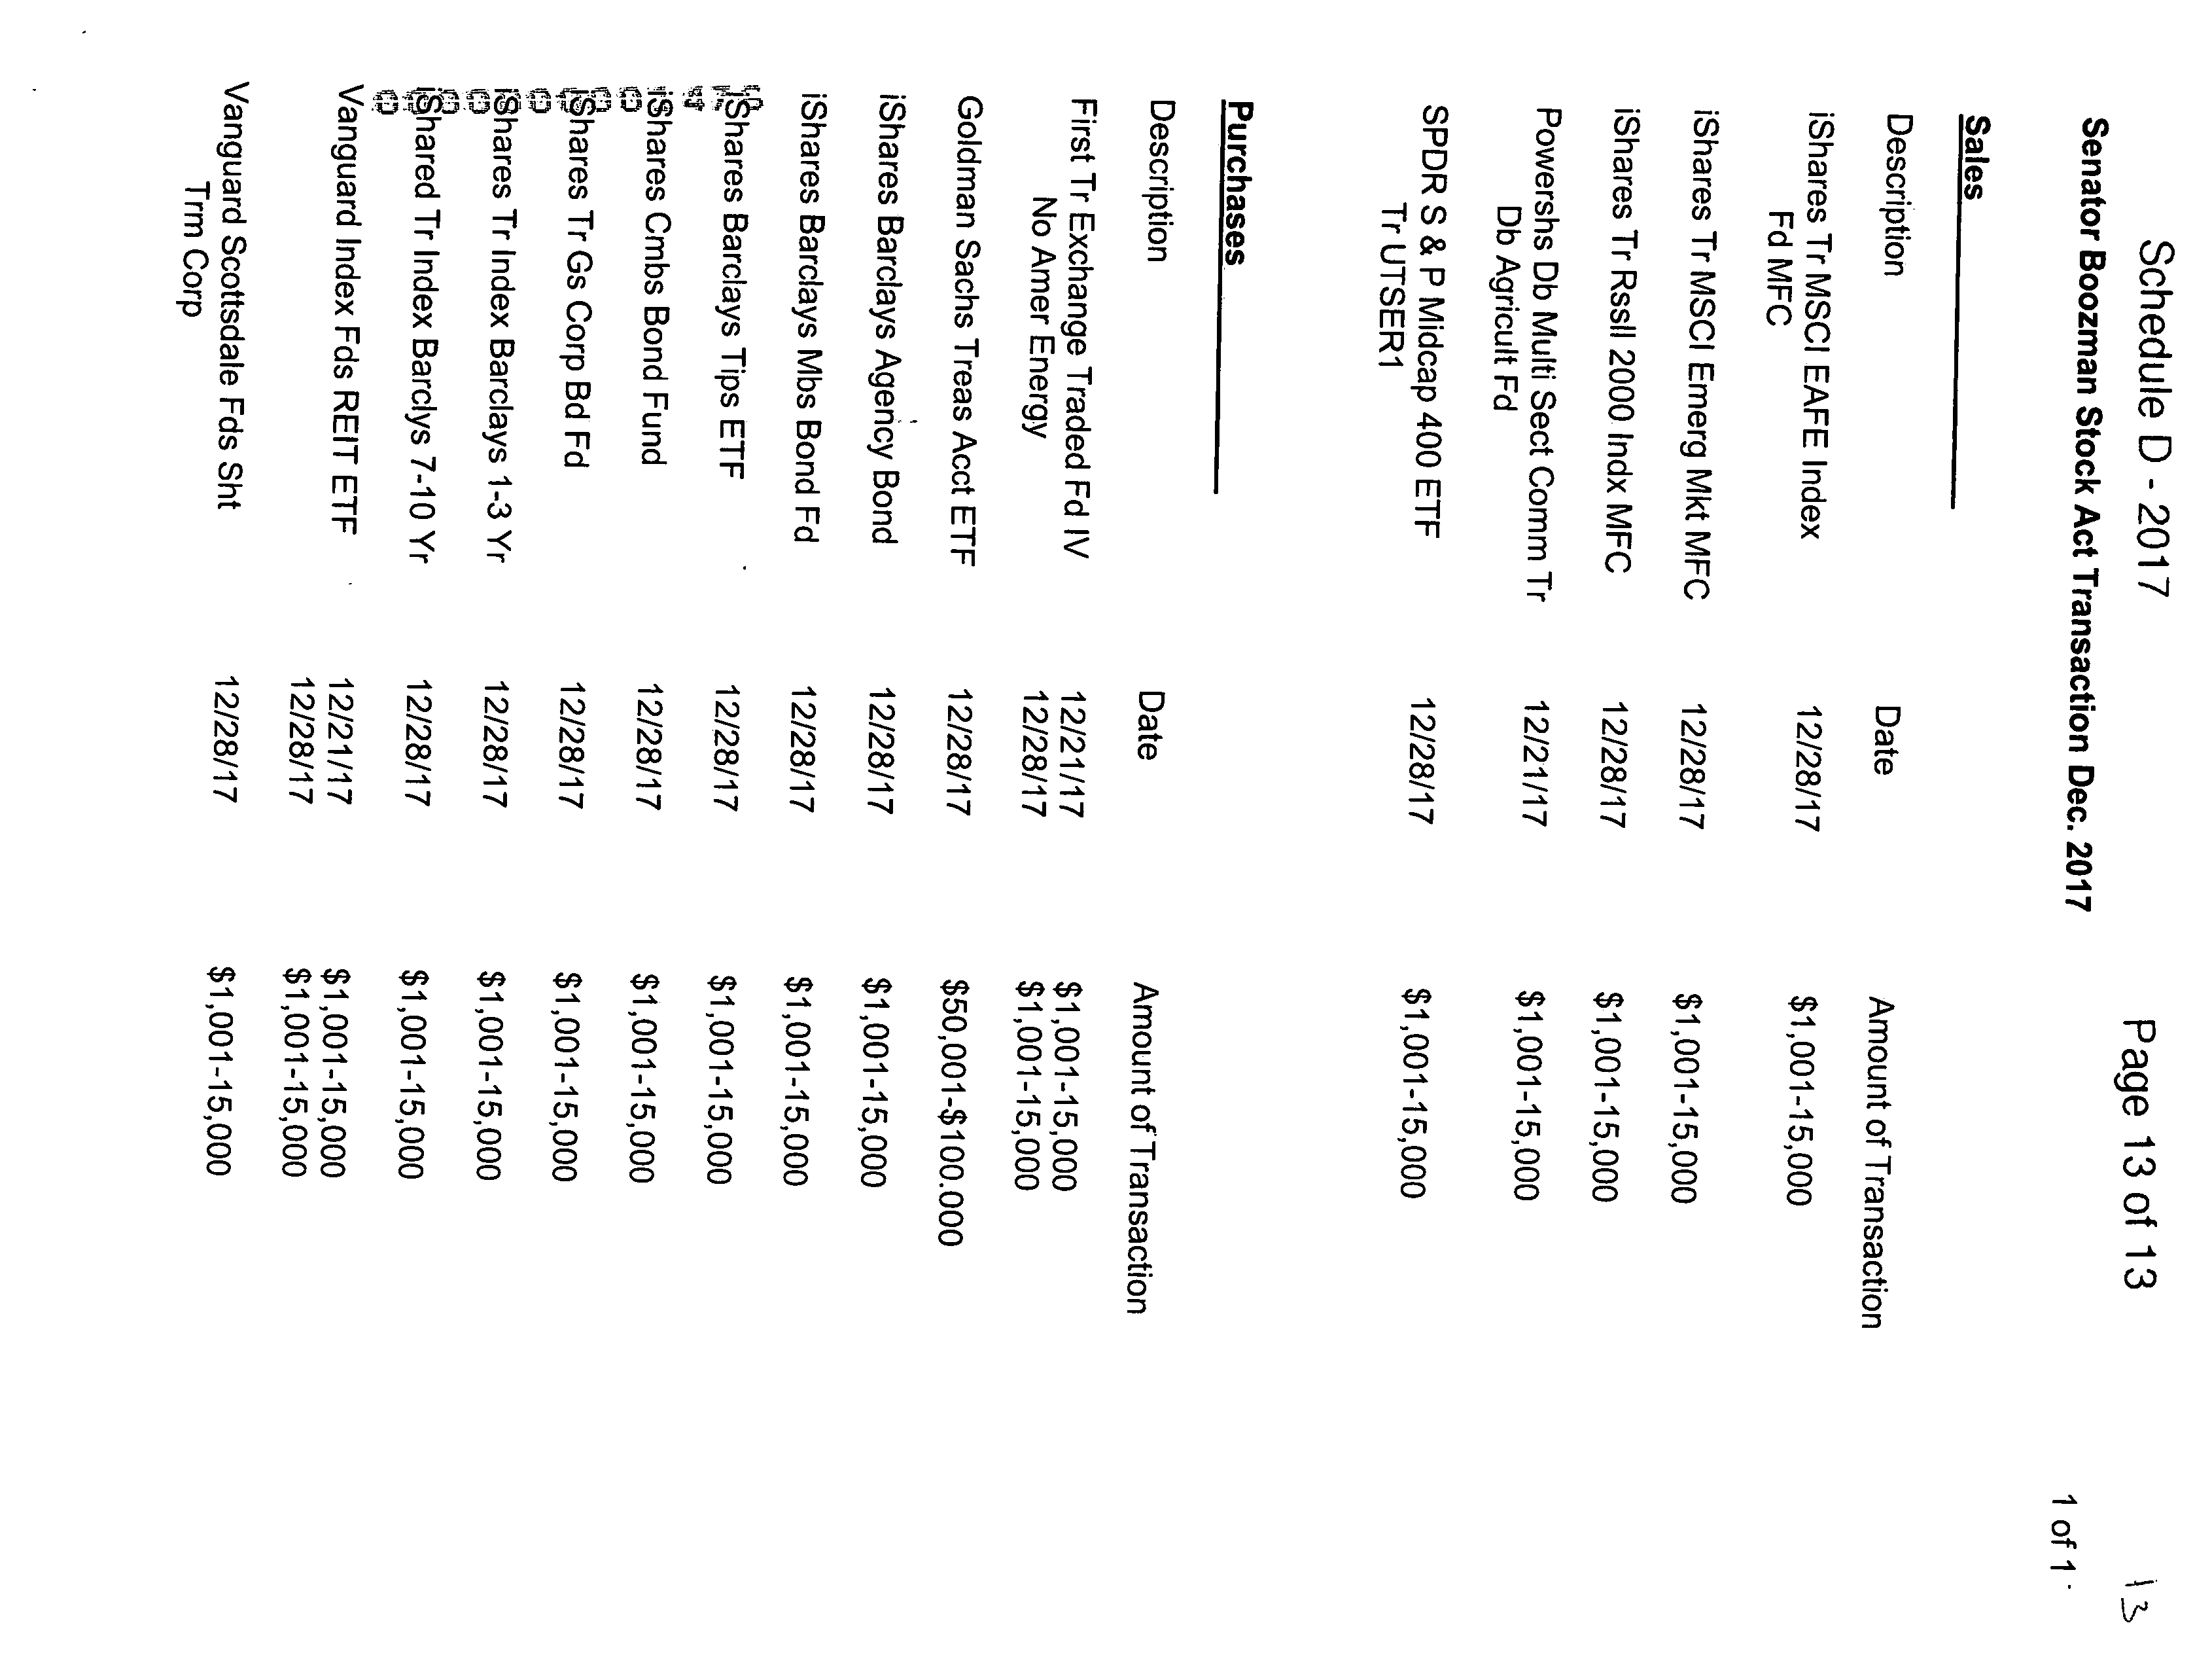 Schedule D - 2017 Page 13 of 13 13
Senator Boozman Stock Act Transaction Dec. 2017 1 of 1
Sales
Description Date Amount of Transaction
iShares Tr MSCI EAFE Index 12/28/17 $1,001-15,000
Fd MFC
iShares Tr MSCI Emerg Mkt MFC 12/28/17 $1,001-15,000
iShares Tr Rssll 2000 Indx MFC 12/28/17 $1,001-15,000
Powershs Db Multi Sect Comm Tr 12/21/17 $1,001-15,000
Db Agricult Fd
SPDR S & P Midcap 400 ETF 12/28/17 $1,001-15,000
Tr UTSER1
Purchases
Description Date Amount of Transaction
First Tr Exchange Traded Fd IV 12/21/17 $1,001-15,000
No Amer Energy 12/28/17 $1,001-15,000
Goldman Sachs Treas Acct ETF 12/28/17 $50,001-$100.000
iShares Barclays Agency Bond 12/28/17 $1,001-15,000
iShares Barclays Mbs Bond Fd 12/28/17 $1,001-15,000
iShares Barclays Tips ETF 12/28/17 $1,001-15,000
iShares Cmbs Bond Fund 12/28/17 $1,001-15,000
iShares Tr Gs Corp Bd Fd 12/28/17 $1,001-15,000
iShares Tr Index Barclays 1-3 Yr 12/28/17 $1,001-15,000
iShared Tr Index Barclys 7-10 Yr 12/28/17 $1,001-15,000
Vanguard Index Fds REIT ETF 12/21/17 $1,001-15,000
12/28/17 $1,001-15,000
Vanguard Scottsdale Fds Sht 12/28/17 $1,001-15,000
Trm Corp